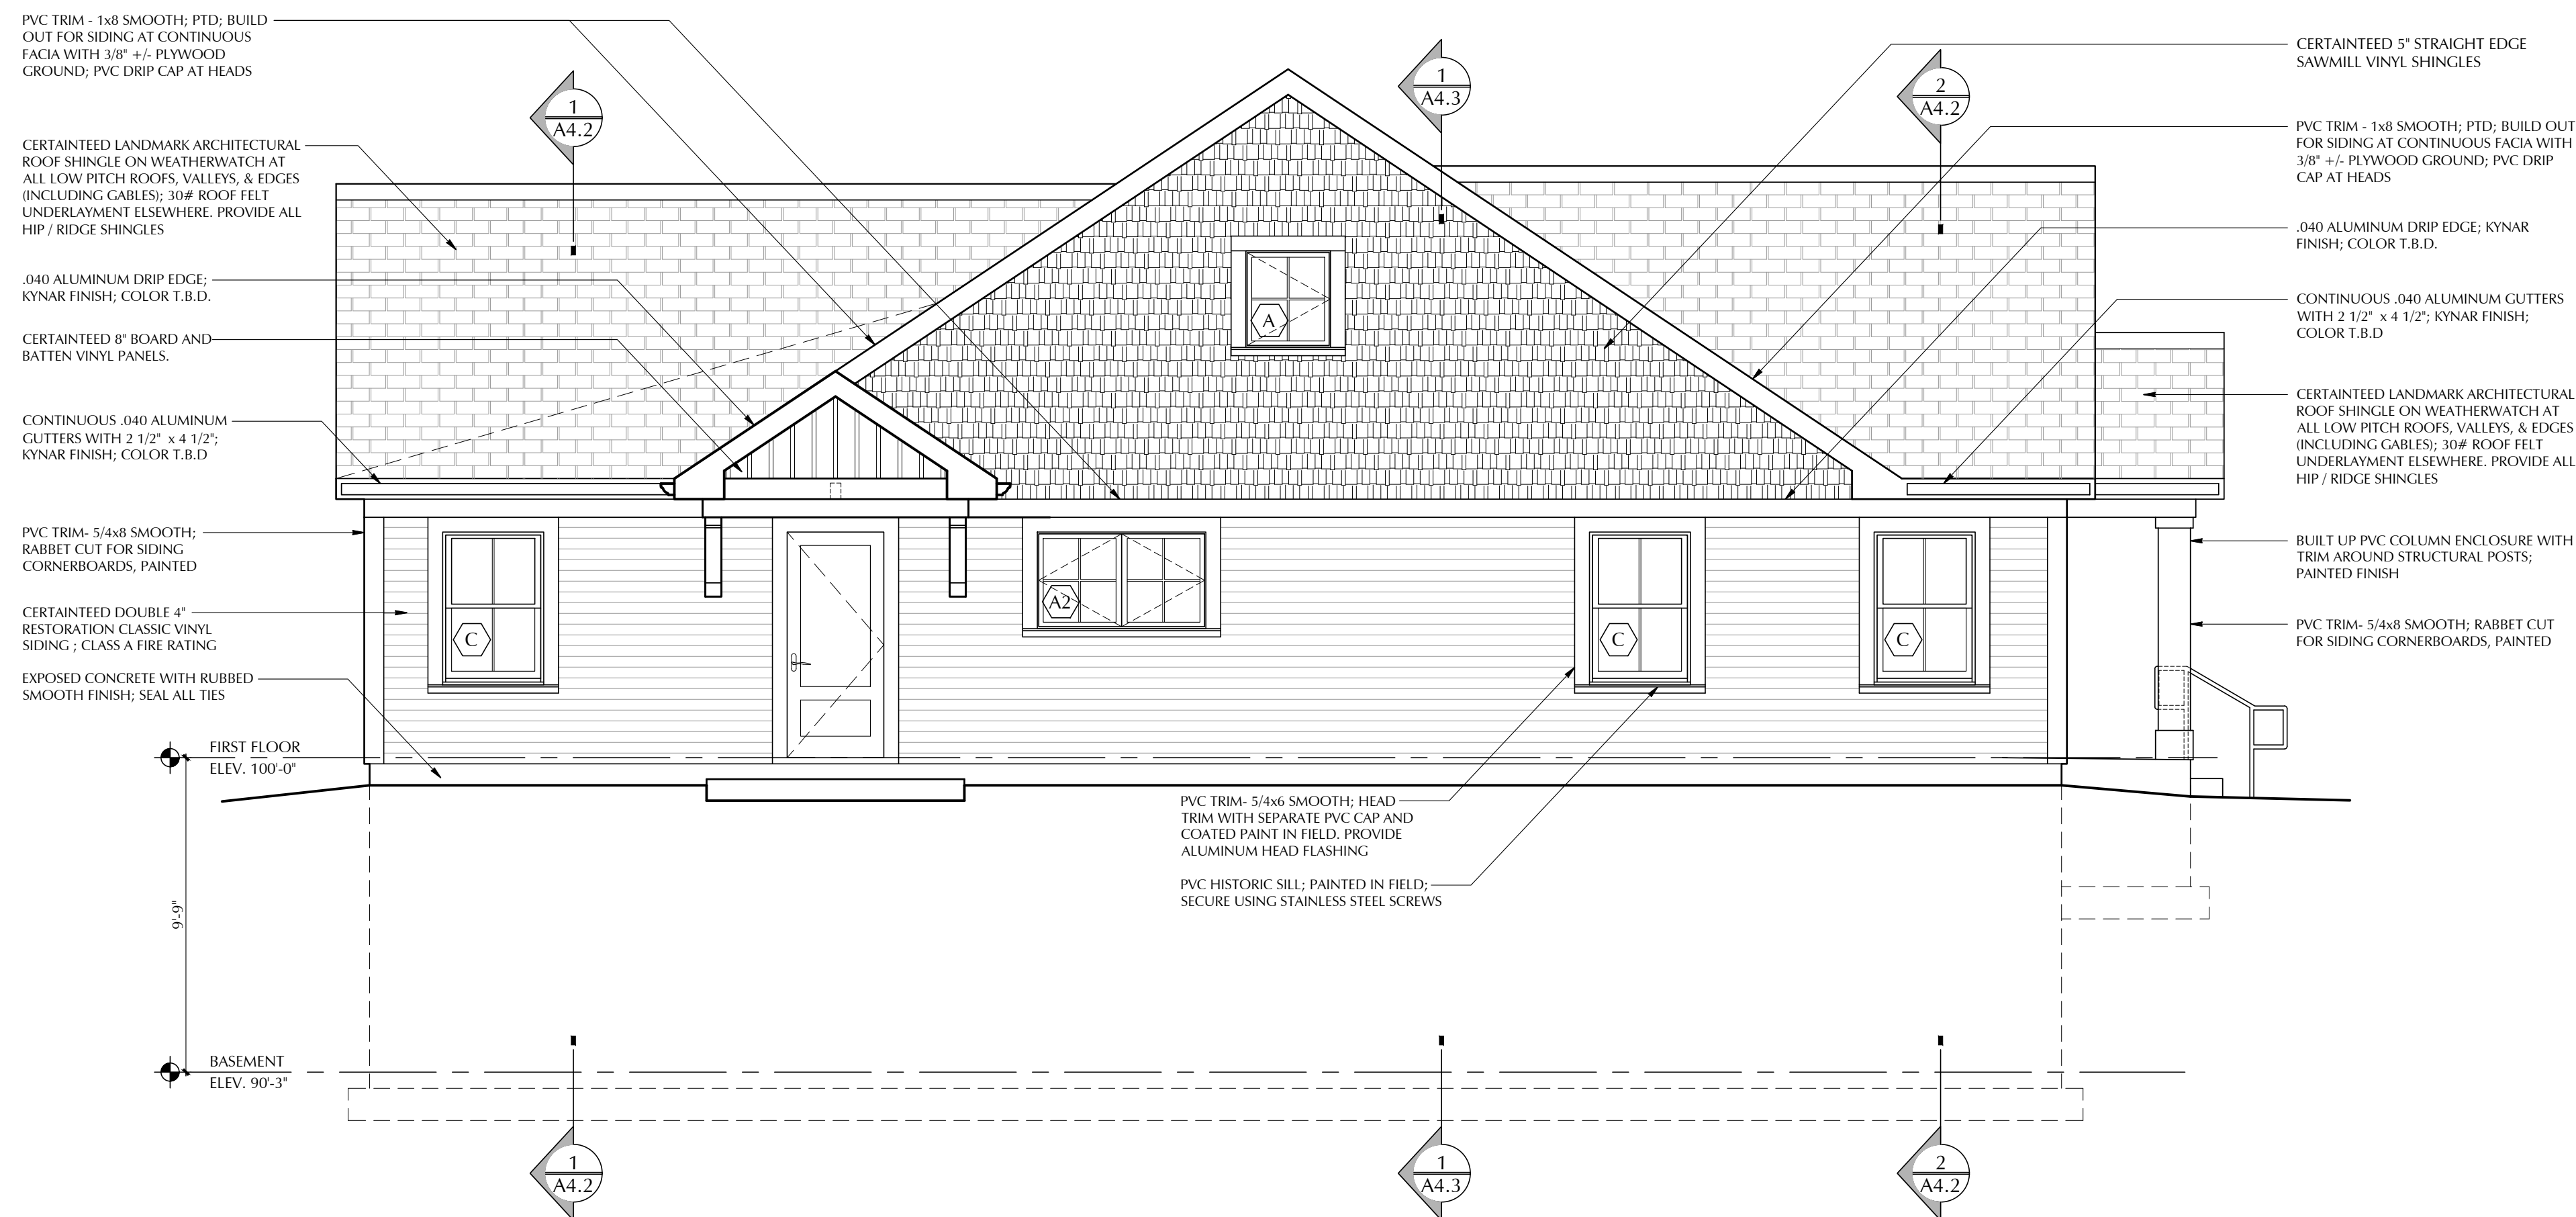 PVC TRIM - 1x8 SMOOTH; PTD; BUILD
OUT FOR SIDING AT CONTINUOUS
FACIA WITH 3/8" +/- PLYWOOD
GROUND; PVC DRIP CAP AT HEADS
CERTAINTEED LANDMARK ARCHITECTURAL
ROOF SHINGLE ON WEATHERWATCH AT
ALL LOW PITCH ROOFS, VALLEYS, & EDGES
(INCLUDING GABLES); 30# ROOF FELT
UNDERLAYMENT ELSEWHERE. PROVIDE ALL
HIP / RIDGE SHINGLES
.040 ALUMINUM DRIP EDGE;
KYNAR FINISH; COLOR T.B.D.
CERTAINTEED 8" BOARD AND
BATTEN VINYL PANELS.
CONTINUOUS .040 ALUMINUM
GUTTERS WITH 2 1/2" x 4 1/2";
KYNAR FINISH; COLOR T.B.D
PVC TRIM- 5/4x8 SMOOTH;
RABBET CUT FOR SIDING
CORNERBOARDS, PAINTED
CERTAINTEED DOUBLE 4"
RESTORATION CLASSIC VINYL
SIDING ; CLASS A FIRE RATING
EXPOSED CONCRETE WITH RUBBED
SMOOTH FINISH; SEAL ALL TIES
FIRST FLOOR
ELEV. 100'-0"
9'-9"
BASEMENT
ELEV. 90'-3"
1
A4.2
1
A4.3
2
A4.2
A
C
A2
C
C
PVC TRIM- 5/4x6 SMOOTH; HEAD
TRIM WITH SEPARATE PVC CAP AND
COATED PAINT IN FIELD. PROVIDE
ALUMINUM HEAD FLASHING
PVC HISTORIC SILL; PAINTED IN FIELD;
SECURE USING STAINLESS STEEL SCREWS
1
A4.2
1
A4.3
2
A4.2
CERTAINTEED 5" STRAIGHT EDGE
SAWMILL VINYL SHINGLES
PVC TRIM - 1x8 SMOOTH; PTD; BUILD OUT
FOR SIDING AT CONTINUOUS FACIA WITH
3/8" +/- PLYWOOD GROUND; PVC DRIP
CAP AT HEADS
.040 ALUMINUM DRIP EDGE; KYNAR
FINISH; COLOR T.B.D.
CONTINUOUS .040 ALUMINUM GUTTERS
WITH 2 1/2" x 4 1/2"; KYNAR FINISH;
COLOR T.B.D
CERTAINTEED LANDMARK ARCHITECTURAL
ROOF SHINGLE ON WEATHERWATCH AT
ALL LOW PITCH ROOFS, VALLEYS, & EDGES
(INCLUDING GABLES); 30# ROOF FELT
UNDERLAYMENT ELSEWHERE. PROVIDE ALL
HIP / RIDGE SHINGLES
BUILT UP PVC COLUMN ENCLOSURE WITH
TRIM AROUND STRUCTURAL POSTS;
PAINTED FINISH
PVC TRIM- 5/4x8 SMOOTH; RABBET CUT
FOR SIDING CORNERBOARDS, PAINTED